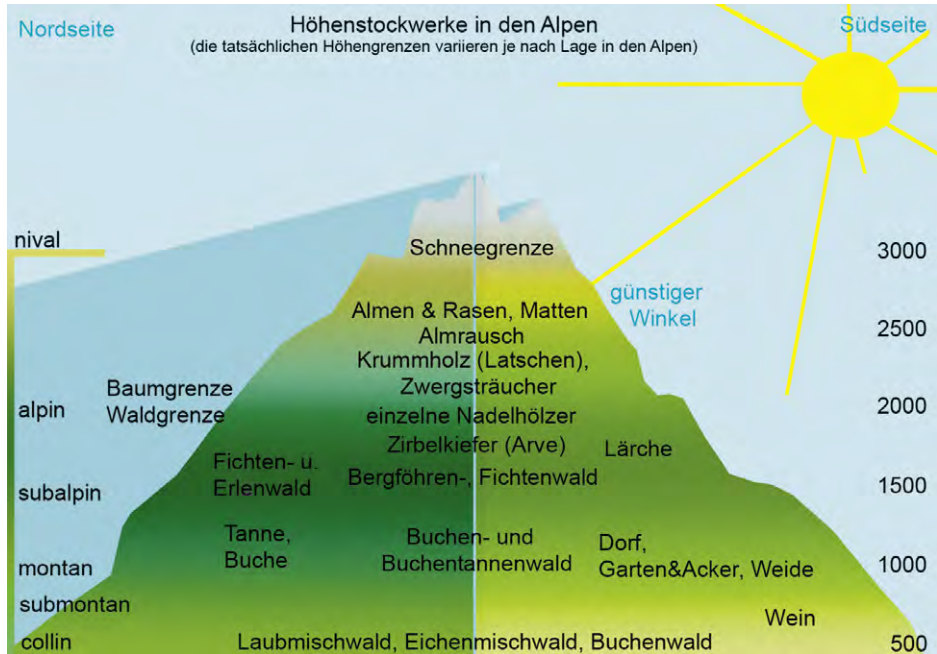 Nordseite
Höhenstockwerke in den Alpen
Südseite
(die tatsächlichen Höhengrenzen variieren je nach Lage in den Alpen)
nival
Schneegrenze
3000
günstiger
Winkel
Almen & Rasen, Matten
2500
Almrausch
Krummholz (Latschen),
Zwergsträucher
Baumgrenze
Waldgrenze
alpin
einzelne Nadelhölzer
2000
Zirbelkiefer (Arve)
Lärche
Fichten- u.
Erlenwald
Bergföhren-, Fichtenwald
subalpin
1500
Tanne,
Buche
Buchen- und
Buchentannenwald
Dorf,
Garten&Acker, Weide
montan
1000
submontan
Wein
collin
Laubmischwald, Eichenmischwald, Buchenwald
500